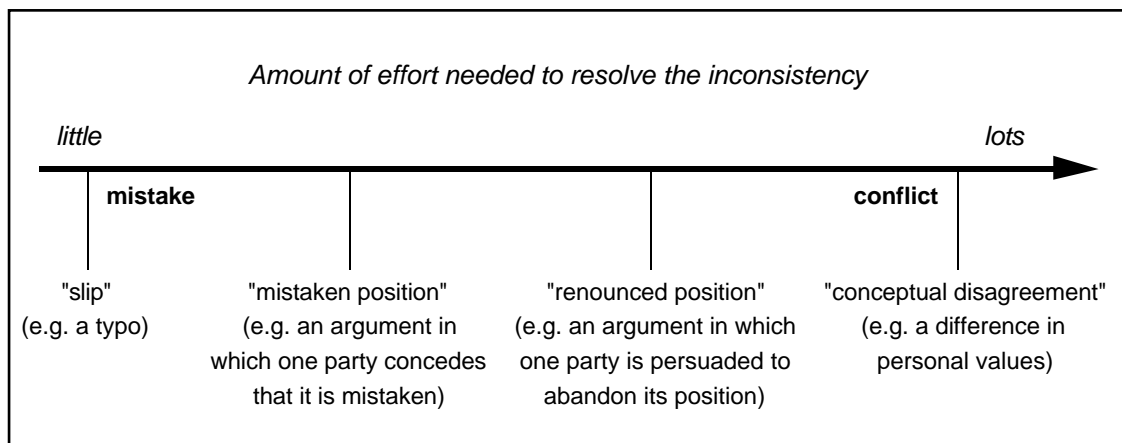 Amount of effort needed to resolve the inconsistency
little
lots
mistake
conflict
"slip"
(e.g. a typo)
"mistaken position"
(e.g. an argument in
which one party concedes
that it is mistaken)
"renounced position"
(e.g. an argument in which
one party is persuaded to
abandon its position)
"conceptual disagreement"
(e.g. a difference in
personal values)